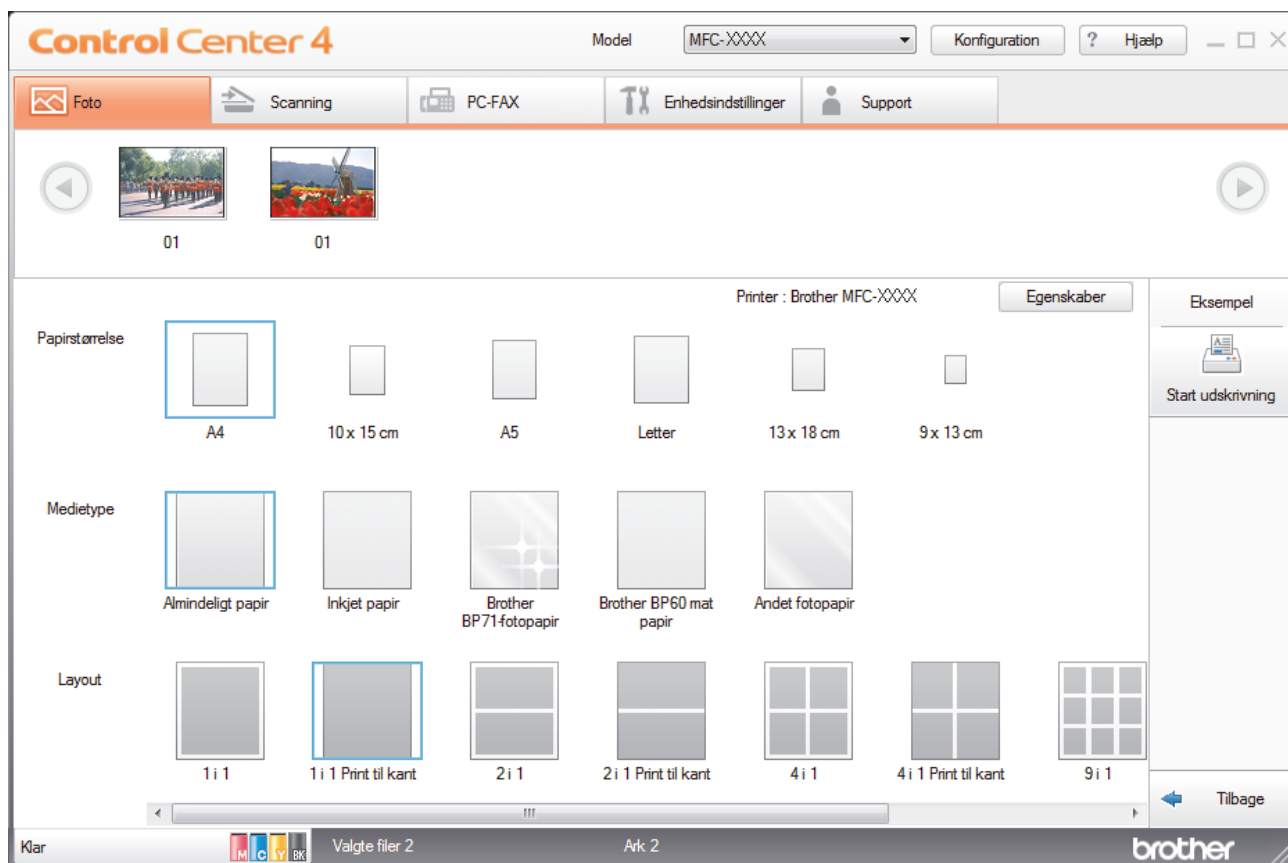 Control Center 4
Model MFC-XXXX Konfiguration ? Hjælp
Foto Scanning PC-FAX Enhedsindstillinger Support
01 01
Printer : Brother MFC-XXXX Egenskaber Eksempel
Papirstørrelse
Start udskrivning
A4 10 x 15 cm A5 Letter 13 x 18 cm 9 x 13 cm
Medietype
Almindeligt papir Inkjet papir Brother BP71-fotopapir Brother BP60 mat papir Andet fotopapir
Layout
1 i 1 1 i 1 Print til kant 2 i 1 2 i 1 Print til kant 4 i 1 4 i 1 Print til kant 9 i 1
Tilbage
Klar M C Y BK Valgte filer 2 Ark 2 brother